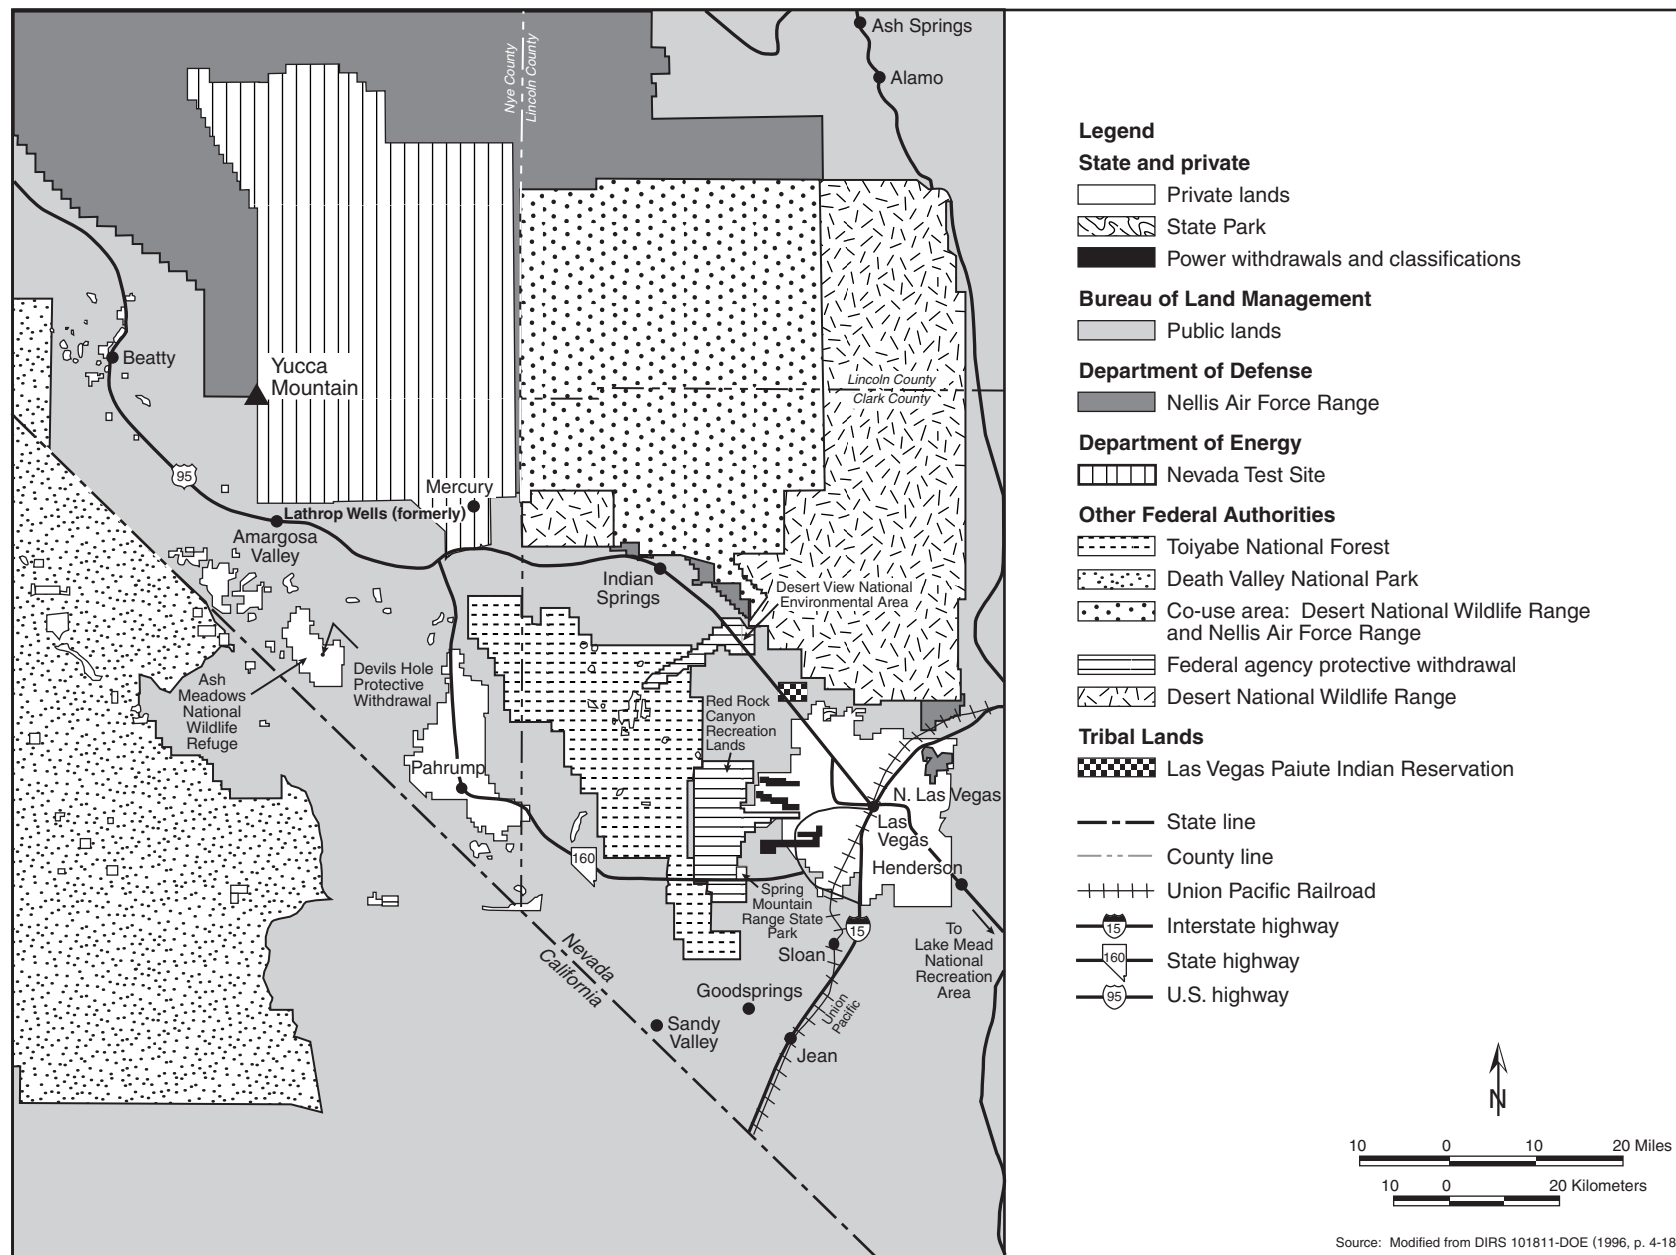 Ash Springs
Alamo
Nye County
Lincoln County
Beatty
Yucca
Mountain
Lincoln County
Clark County
95
Mercury
Lathrop Wells (formerly)
Amargosa
Valley
Indian
Springs
Desert View National
Environmental Area
Ash
Meadows
National
Wildlife
Refuge
Devils Hole
Protective
Withdrawal
Red Rock
Canyon
Recreation
Lands
Pahrump
N. Las Vegas
Las
Vegas
Henderson
160
Spring
Mountain
Range State
Park
15
To
Lake Mead
National
Recreation
Area
Sloan
Nevada
California
Goodsprings
Union
Pacific
Sandy
Valley
Jean
Legend
State and private
Private lands
State Park
Power withdrawals and classifications
Bureau of Land Management
Public lands
Department of Defense
Nellis Air Force Range
Department of Energy
Nevada Test Site
Other Federal Authorities
Toiyabe National Forest
Death Valley National Park
Co-use area: Desert National Wildlife Range
and Nellis Air Force Range
Federal agency protective withdrawal
Desert National Wildlife Range
Tribal Lands
Las Vegas Paiute Indian Reservation
State line
County line
Union Pacific Railroad
15 Interstate highway
160 State highway
95 U.S. highway
N
10 0 10 20 Miles
10 0 20 Kilometers
Source: Modified from DIRS 101811-DOE (1996, p. 4-18